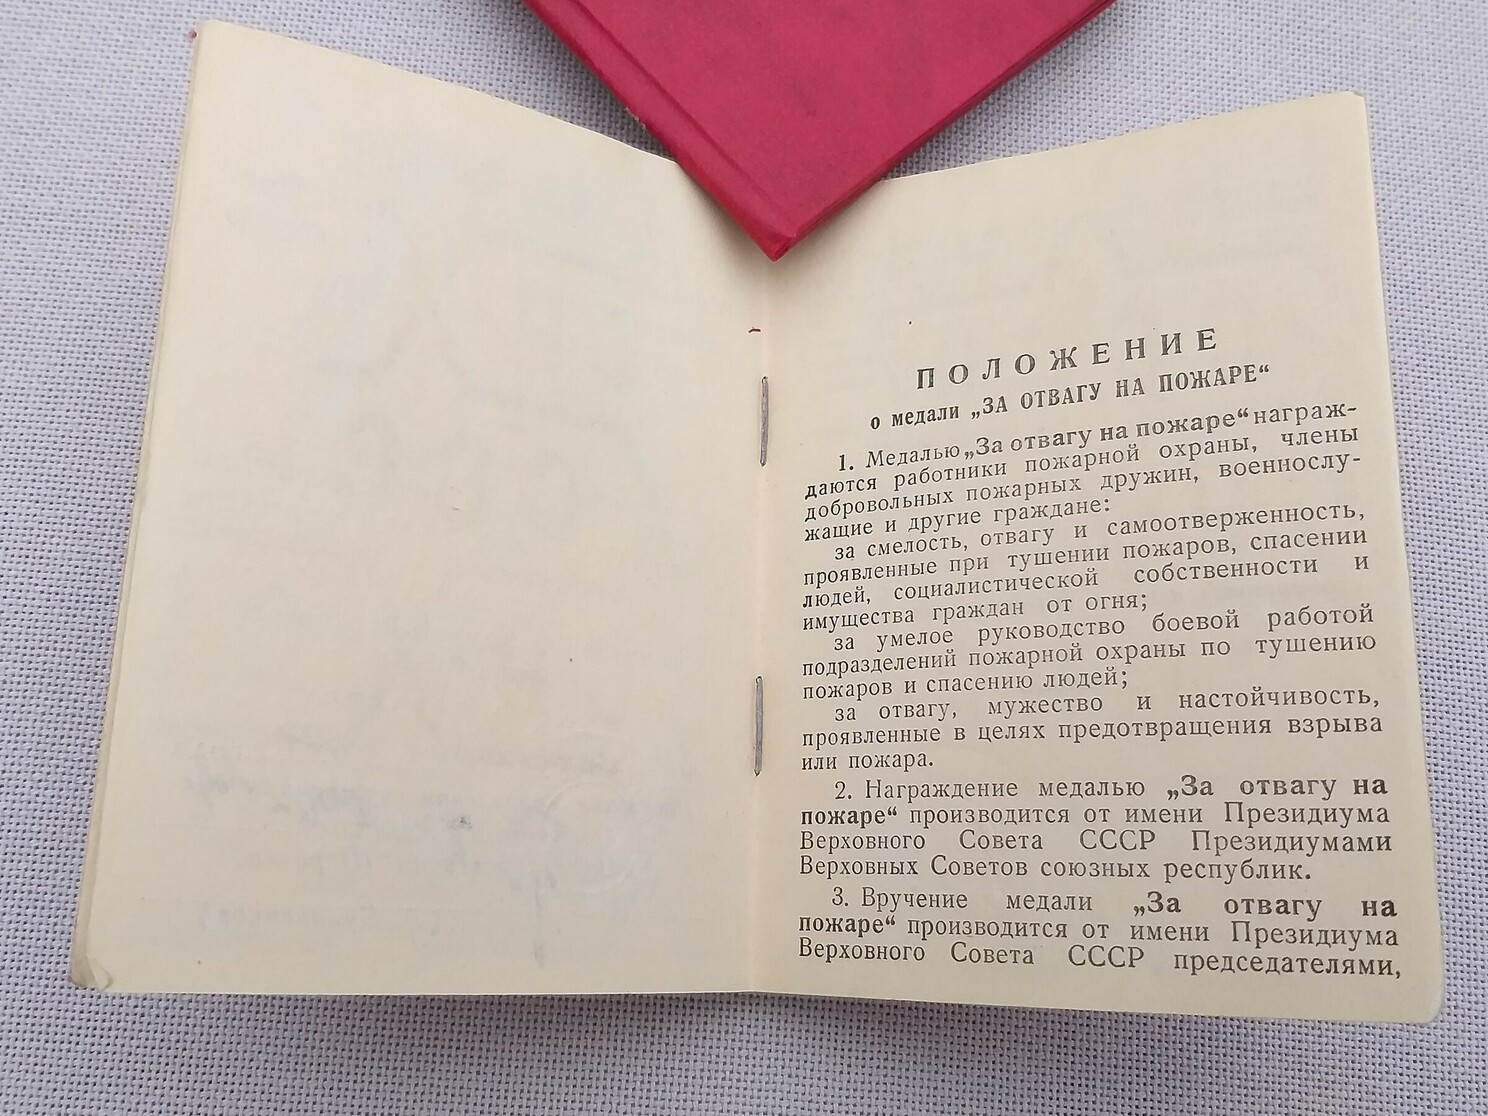 ПОЛОЖЕНИЕ
о медали „ЗА ОТВАГУ НА ПОЖАРЕ“
1. Медалью „За отвагу на пожаре“ награж-
даются работники пожарной охраны, члены
добровольных пожарных дружин, военнослу-
жащие и другие граждане:
за смелость, отвагу и самоотверженность,
проявленные при тушении пожаров, спасении
людей, социалистической собственности и
имущества граждан от огня;
за умелое руководство боевой работой
подразделений пожарной охраны по тушению
пожаров и спасению людей;
за отвагу, мужество и настойчивость,
проявленные в целях предотвращения взрыва
или пожара.
2. Награждение медалью „За отвагу на
пожаре“ производится от имени Президиума
Верховного Совета СССР Президиумами
Верховных Советов союзных республик.
3. Вручение медали „За отвагу на
пожаре“ производится от имени Президиума
Верховного Совета СССР председателями,